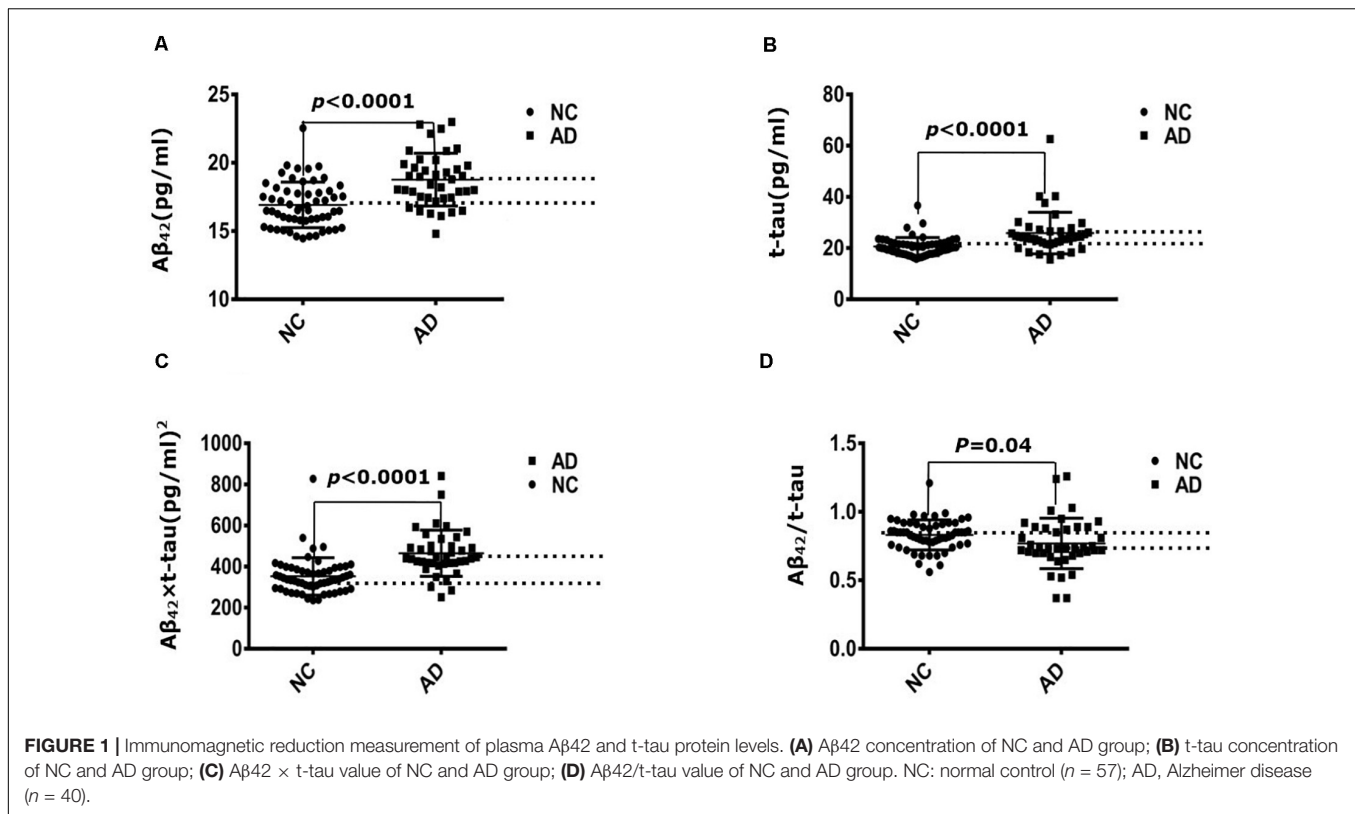 A
Aβ42(pg/ml)
25
20
15
10
p<0.0001
NC
AD
NC
AD
B
t-tau(pg/ml)
80
60
40
20
0
p<0.0001
NC
AD
NC
AD
C
Aβ42×t-tau(pg/ml)2
1000
800
600
400
200
0
p<0.0001
AD
NC
NC
AD
D
Aβ42/t-tau
1.5
1.0
0.5
0.0
P=0.04
NC
AD
NC
AD
FIGURE 1 | Immunomagnetic reduction measurement of plasma Aβ42 and t-tau protein levels. (A) Aβ42 concentration of NC and AD group; (B) t-tau concentration
of NC and AD group; (C) Aβ42 × t-tau value of NC and AD group; (D) Aβ42/t-tau value of NC and AD group. NC: normal control (n = 57); AD, Alzheimer disease
(n = 40).